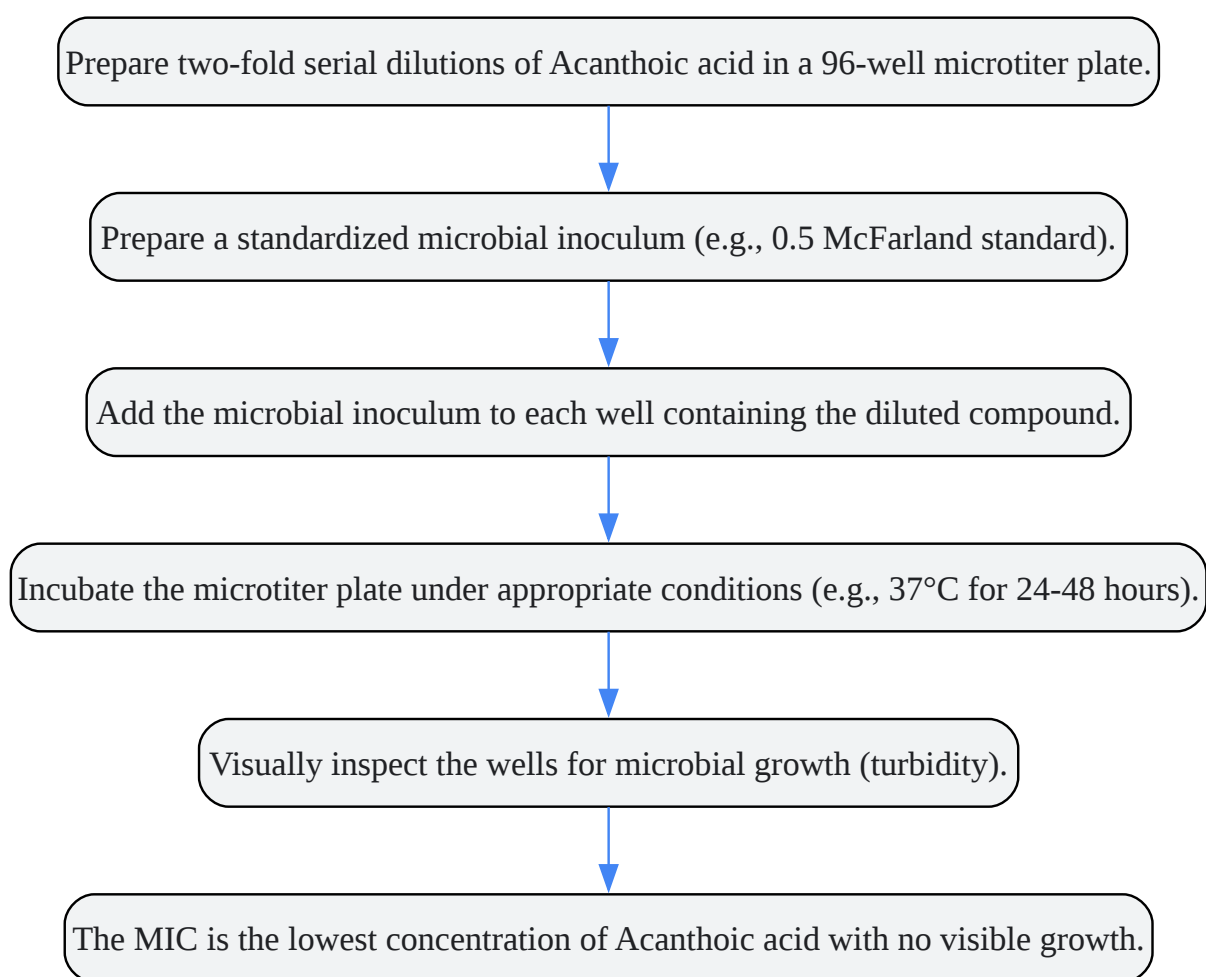 Prepare two-fold serial dilutions of Acanthoic acid in a 96-well microtiter plate.
Prepare a standardized microbial inoculum (e.g., 0.5 McFarland standard).
Add the microbial inoculum to each well containing the diluted compound.
Incubate the microtiter plate under appropriate conditions (e.g., 37°C for 24-48 hours).
Visually inspect the wells for microbial growth (turbidity).
The MIC is the lowest concentration of Acanthoic acid with no visible growth.